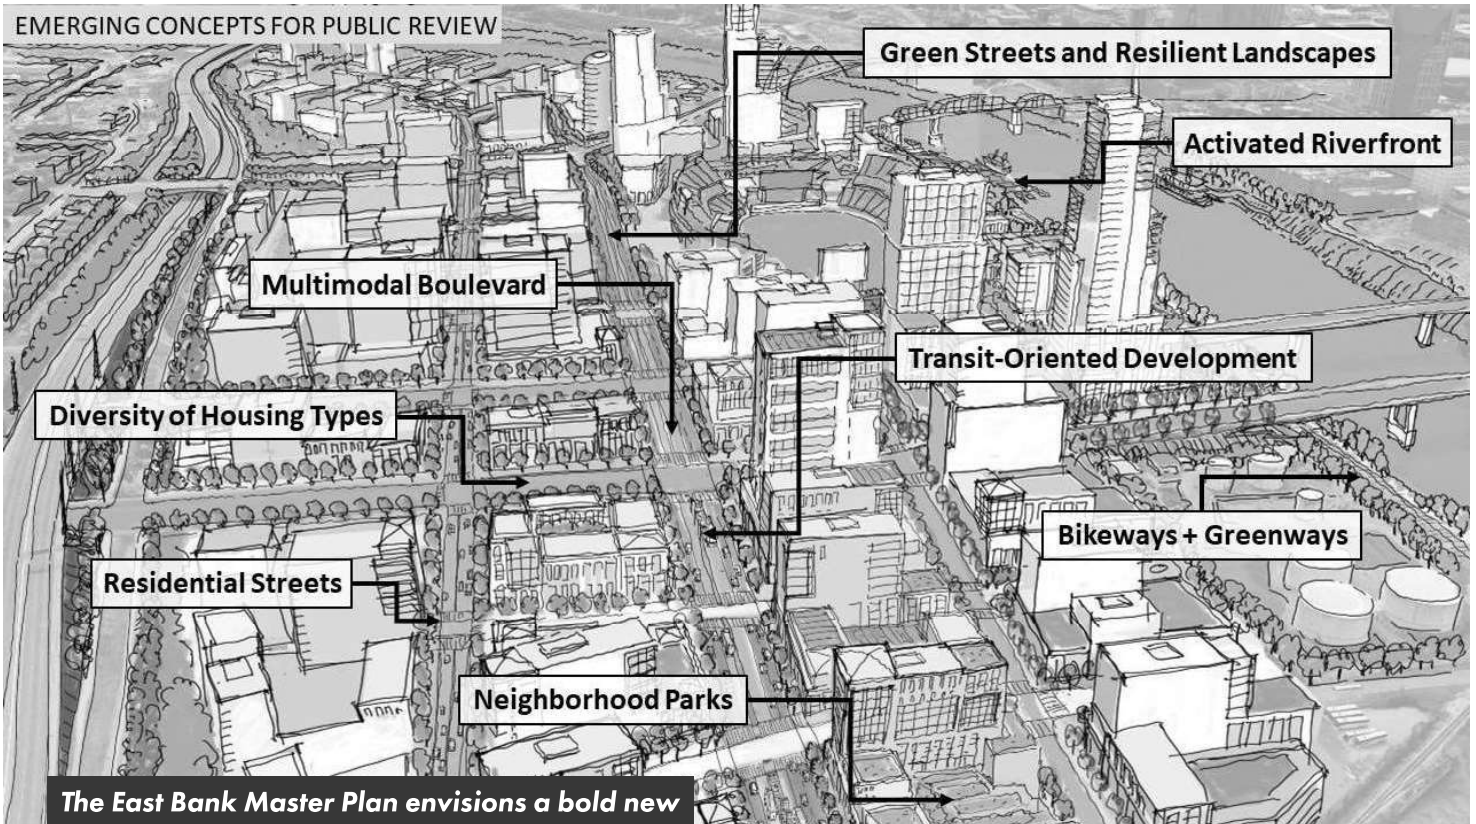 EMERGING CONCEPTS FOR PUBLIC REVIEW
Green Streets and Resilient Landscapes
Activated Riverfront
Multimodal Boulevard
Transit-Oriented Development
Diversity of Housing Types
Bikeways + Greenways
Residential Streets
Neighborhood Parks
The East Bank Master Plan envisions a bold new